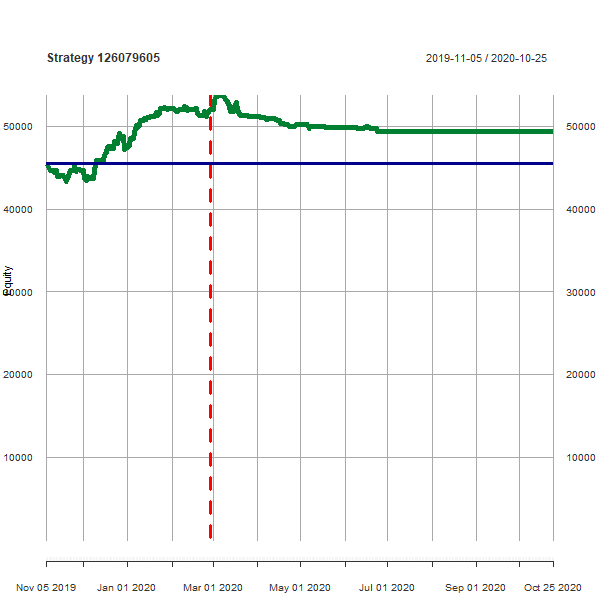 Strategy 126079605
2019-11-05 / 2020-10-25
50000
50000
40000
40000
Equity
30000
30000
20000
20000
10000
10000
Nov 05 2019
Jan 01 2020
Mar 01 2020
May 01 2020
Jul 01 2020
Sep 01 2020
Oct 25 2020